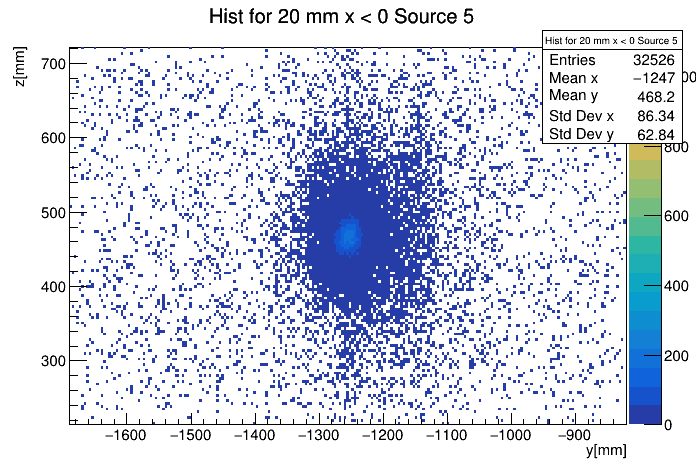 Hist for 20 mm x < 0 Source 5
z[mm]
Hist for 20 mm x < 0 Source 5
Entries 32526
Mean x −1247
Mean y 468.2
Std Dev x 86.34
Std Dev y 62.84
700
600
500
400
300
800
600
400
200
0
−1600 −1500 −1400 −1300 −1200 −1100 −1000 −900
y[mm]